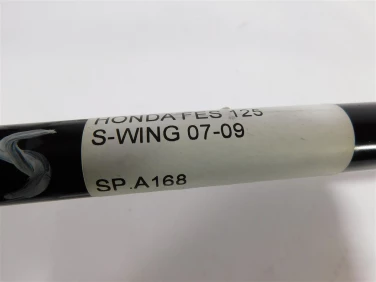 HONDA FES 125
S-WING 07-09
SP.A168